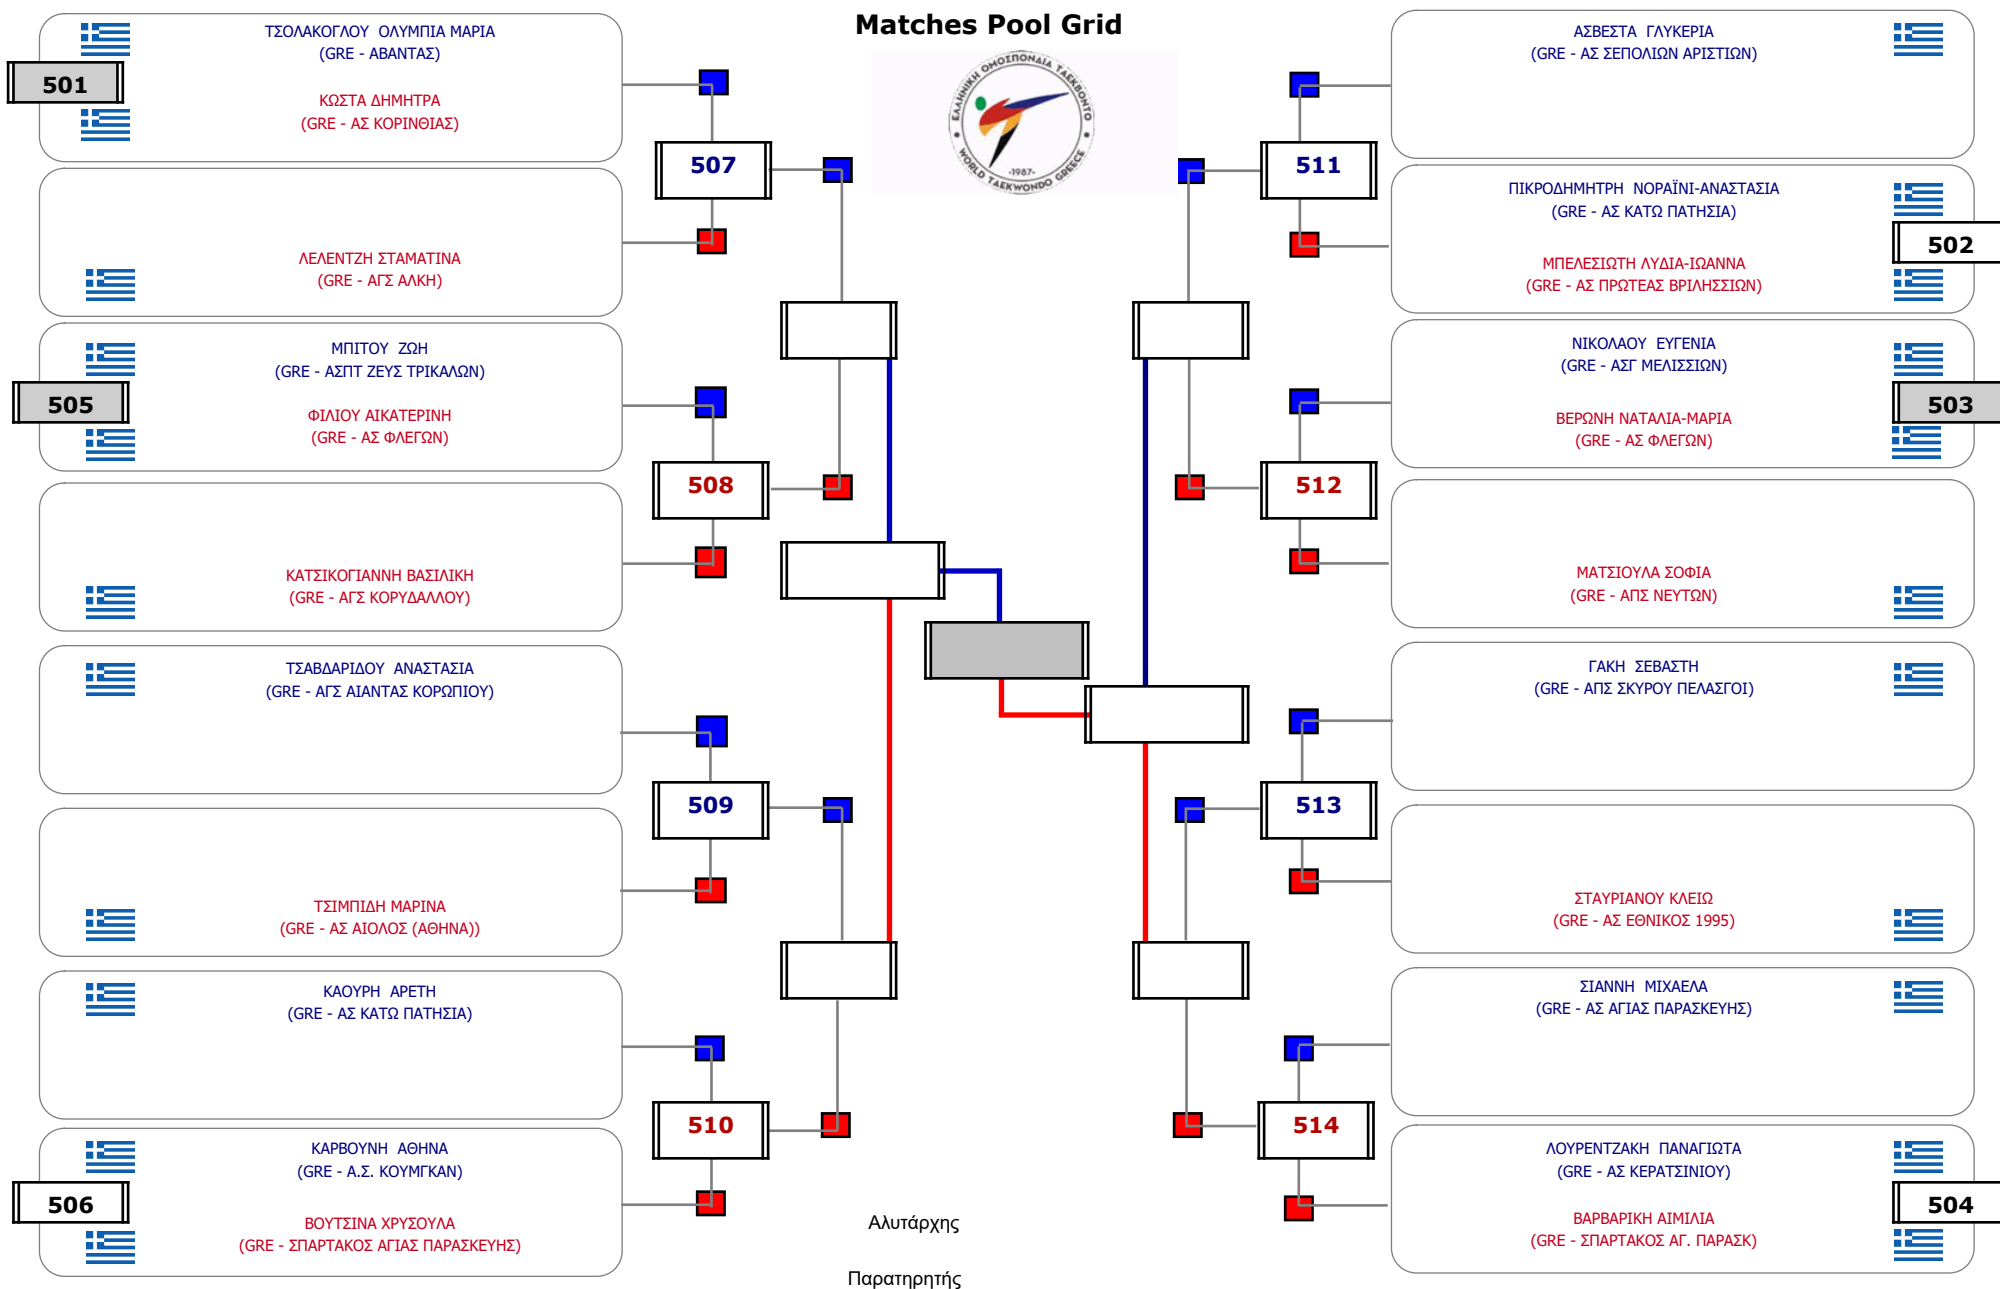 Matches Pool Grid
ΕΛΛΗΝΙΚΗ ΟΜΟΣΠΟΝΔΙΑ ΤΑΕΚΒΟΝΤΟ
-1987-
WORLD TAEKWONDO GREECE
501
ΤΣΟΛΑΚΟΓΛΟΥ ΟΛΥΜΠΙΑ ΜΑΡΙΑ
(GRE - ΑΒΑΝΤΑΣ)
ΚΩΣΤΑ ΔΗΜΗΤΡΑ
(GRE - ΑΣ ΚΟΡΙΝΘΙΑΣ)
507
ΛΕΛΕΝΤΖΗ ΣΤΑΜΑΤΙΝΑ
(GRE - ΑΓΣ ΑΛΚΗ)
505
ΜΠΙΤΟΥ ΖΩΗ
(GRE - ΑΣΠΤ ΖΕΥΣ ΤΡΙΚΑΛΩΝ)
ΦΙΛΙΟΥ ΑΙΚΑΤΕΡΙΝΗ
(GRE - ΑΣ ΦΛΕΓΩΝ)
508
ΚΑΤΣΙΚΟΓΙΑΝΝΗ ΒΑΣΙΛΙΚΗ
(GRE - ΑΓΣ ΚΟΡΥΔΑΛΛΟΥ)
ΤΣΑΒΔΑΡΙΔΟΥ ΑΝΑΣΤΑΣΙΑ
(GRE - ΑΓΣ ΑΙΑΝΤΑΣ ΚΟΡΩΠΙΟΥ)
509
ΤΣΙΜΠΙΔΗ ΜΑΡΙΝΑ
(GRE - ΑΣ ΑΙΟΛΟΣ (ΑΘΗΝΑ))
ΚΑΟΥΡΗ ΑΡΕΤΗ
(GRE - ΑΣ ΚΑΤΩ ΠΑΤΗΣΙΑ)
510
506
ΚΑΡΒΟΥΝΗ ΑΘΗΝΑ
(GRE - Α.Σ. ΚΟΥΜΓΚΑΝ)
ΒΟΥΤΣΙΝΑ ΧΡΥΣΟΥΛΑ
(GRE - ΣΠΑΡΤΑΚΟΣ ΑΓΙΑΣ ΠΑΡΑΣΚΕΥΗΣ)
ΑΣΒΕΣΤΑ ΓΛΥΚΕΡΙΑ
(GRE - ΑΣ ΣΕΠΟΛΙΩΝ ΑΡΙΣΤΙΩΝ)
511
ΠΙΚΡΟΔΗΜΗΤΡΗ ΝΟΡΑΪΝΙ-ΑΝΑΣΤΑΣΙΑ
(GRE - ΑΣ ΚΑΤΩ ΠΑΤΗΣΙΑ)
502
ΜΠΕΛΕΣΙΩΤΗ ΛΥΔΙΑ-ΙΩΑΝΝΑ
(GRE - ΑΣ ΠΡΩΤΕΑΣ ΒΡΙΛΗΣΣΙΩΝ)
ΝΙΚΟΛΑΟΥ ΕΥΓΕΝΙΑ
(GRE - ΑΣΓ ΜΕΛΙΣΣΙΩΝ)
503
ΒΕΡΩΝΗ ΝΑΤΑΛΙΑ-ΜΑΡΙΑ
(GRE - ΑΣ ΦΛΕΓΩΝ)
512
ΜΑΤΣΙΟΥΛΑ ΣΟΦΙΑ
(GRE - ΑΠΣ ΝΕΥΤΩΝ)
ΓΑΚΗ ΣΕΒΑΣΤΗ
(GRE - ΑΠΣ ΣΚΥΡΟΥ ΠΕΛΑΣΓΟΙ)
513
ΣΤΑΥΡΙΑΝΟΥ ΚΛΕΙΩ
(GRE - ΑΣ ΕΘΝΙΚΟΣ 1995)
ΣΙΑΝΝΗ ΜΙΧΑΕΛΑ
(GRE - ΑΣ ΑΓΙΑΣ ΠΑΡΑΣΚΕΥΗΣ)
514
ΛΟΥΡΕΝΤΖΑΚΗ ΠΑΝΑΓΙΩΤΑ
(GRE - ΑΣ ΚΕΡΑΤΣΙΝΙΟΥ)
504
ΒΑΡΒΑΡΙΚΗ ΑΙΜΙΛΙΑ
(GRE - ΣΠΑΡΤΑΚΟΣ ΑΓ. ΠΑΡΑΣΚ)
Αλυτάρχης
Παρατηρητής